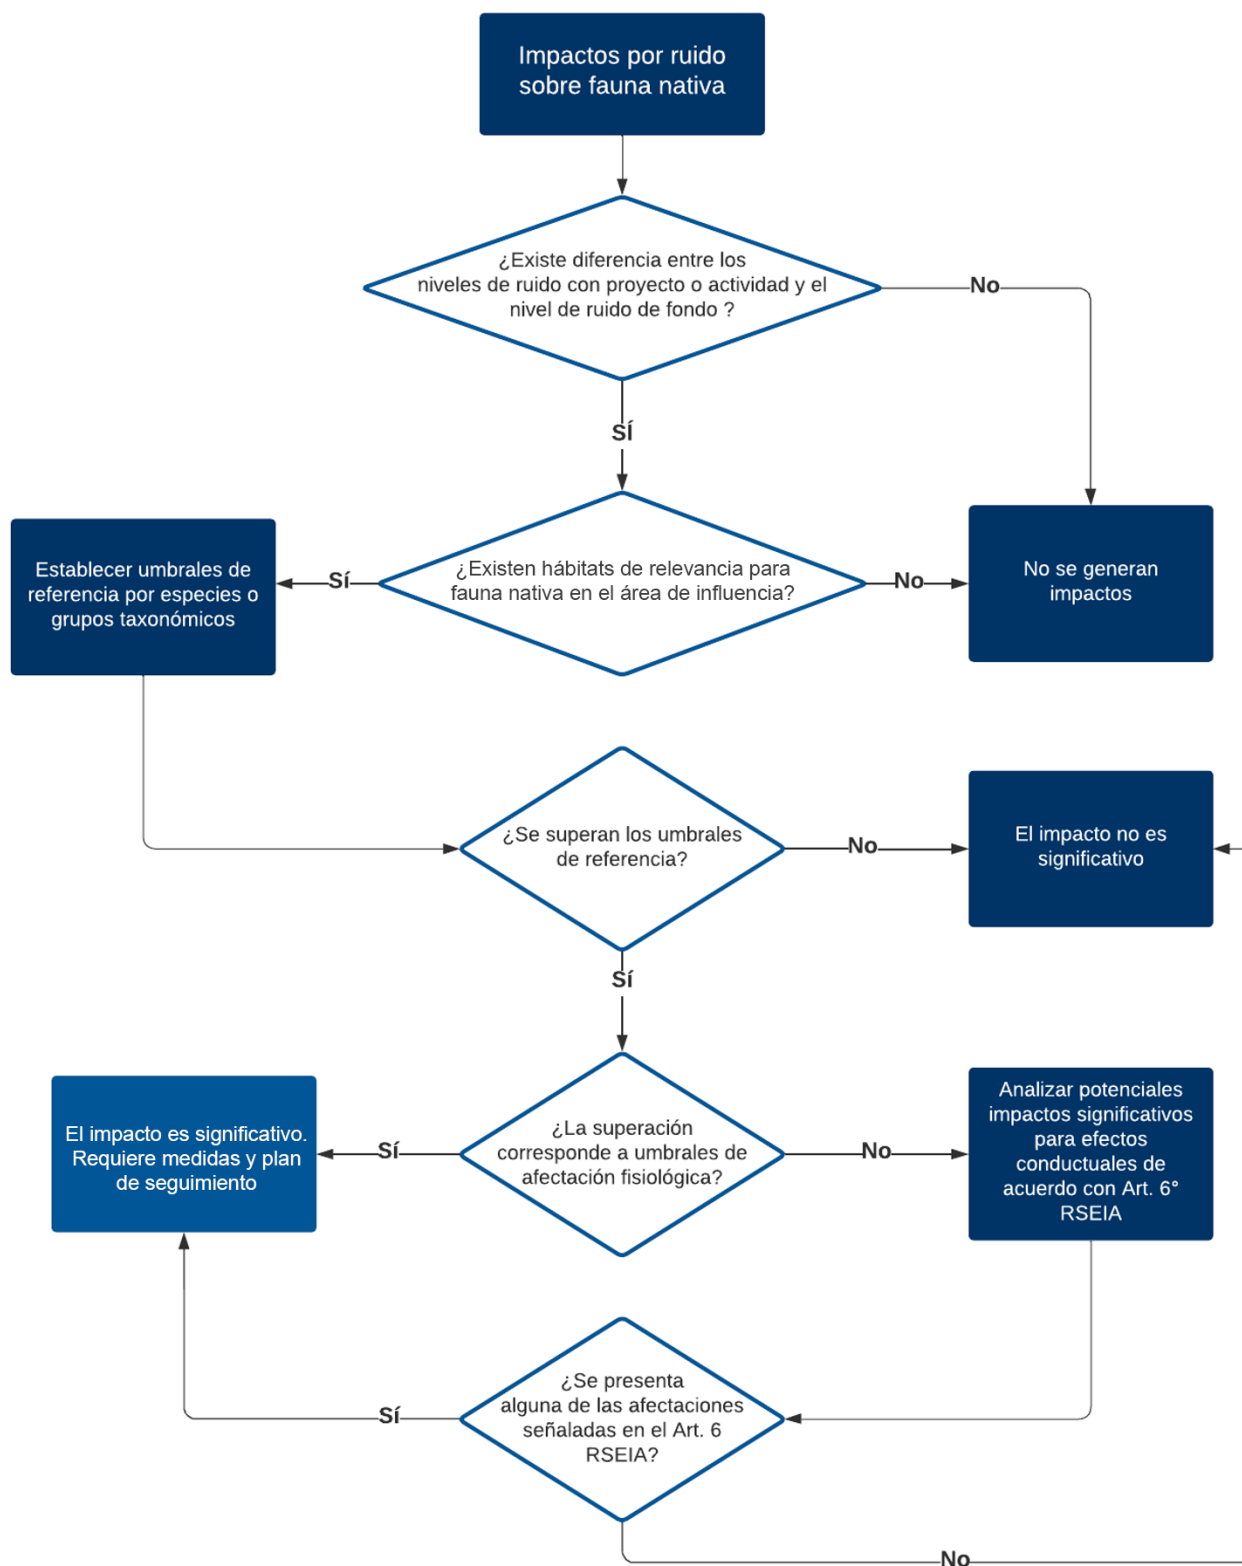 Impactos por ruido
sobre fauna nativa
¿Existe diferencia entre los
niveles de ruido con proyecto o actividad y el
nivel de ruido de fondo ?
No
SÍ
Establecer umbrales de
referencia por especies o
grupos taxonómicos
Sí
¿Existen hábitats de relevancia para
fauna nativa en el área de influencia?
No
No se generan
impactos
¿Se superan los umbrales
de referencia?
No
El impacto no es
significativo
Sí
El impacto es significativo.
Requiere medidas y plan
de seguimiento
Sí
¿La superación
corresponde a umbrales de
afectación fisiológica?
No
Analizar potenciales
impactos significativos
para efectos
conductuales de
acuerdo con Art. 6°
RSEIA
Sí
¿Se presenta
alguna de las afectaciones
señaladas en el Art. 6
RSEIA?
No